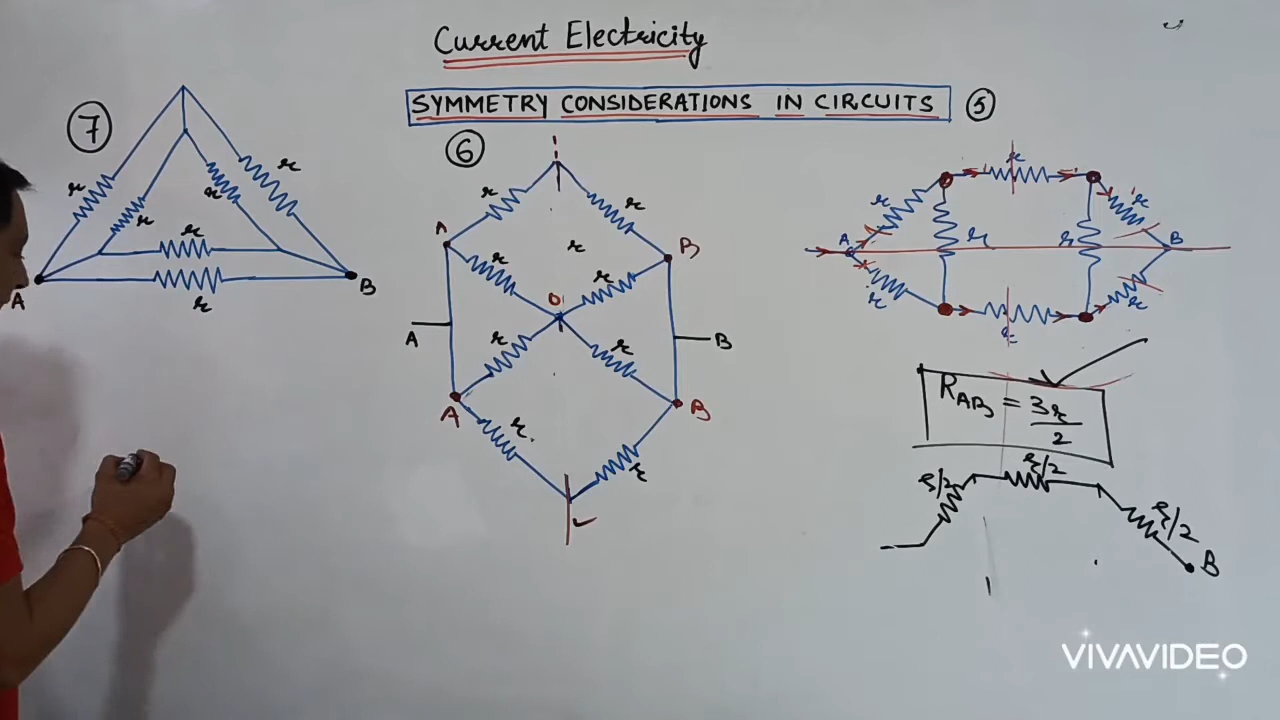 Current Electricity
SYMMETRY CONSIDERATIONS IN CIRCUITS
5
7
r
r
r
r
r
r
A
B
6
r
r
r
A
B
r
r
O
A
B
r
r
A
B
r
r
r
r
r
r
A
B
r
r
r
r
R_AB = 3r/2
r/2
r/2
r/2
B
VIVAVIDEO